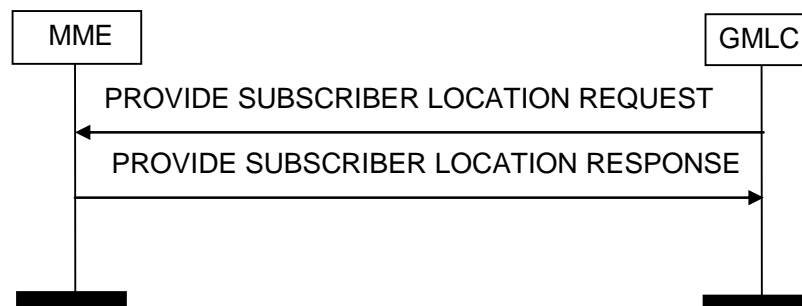 MME
GMLC
PROVIDE SUBSCRIBER LOCATION REQUEST
PROVIDE SUBSCRIBER LOCATION RESPONSE